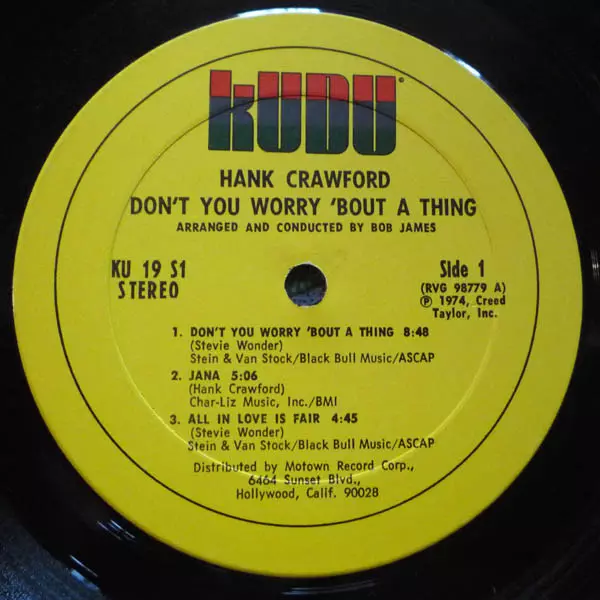 KUDU®
HANK CRAWFORD
DON'T YOU WORRY 'BOUT A THING
ARRANGED AND CONDUCTED BY BOB JAMES
KU 19 S1
STEREO
Side 1
(RVG 98779 A)
℗ 1974, Creed
Taylor, Inc.
1. DON'T YOU WORRY 'BOUT A THING 8:48
(Stevie Wonder)
Stein & Van Stock/Black Bull Music/ASCAP
2. JANA 5:06
(Hank Crawford)
Char-Liz Music, Inc./BMI
3. ALL IN LOVE IS FAIR 4:45
(Stevie Wonder)
Stein & Van Stock/Black Bull Music/ASCAP
Distributed by Motown Record Corp.,
6464 Sunset Blvd.,
Hollywood, Calif. 90028